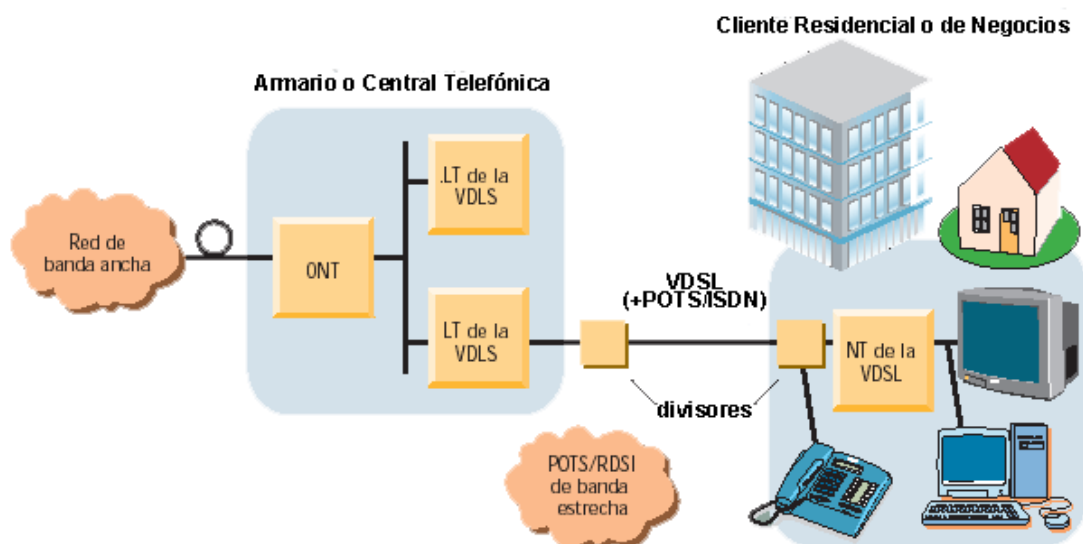 Cliente Residencial o de Negocios
Armario o Central Telefónica
Red de
banda ancha
ONT
.LT de la
VDLS
LT de la
VDLS
VDSL
(+POTS/ISDN)
divisores
NT de la
VDSL
POTS/RDSI
de banda
estrecha